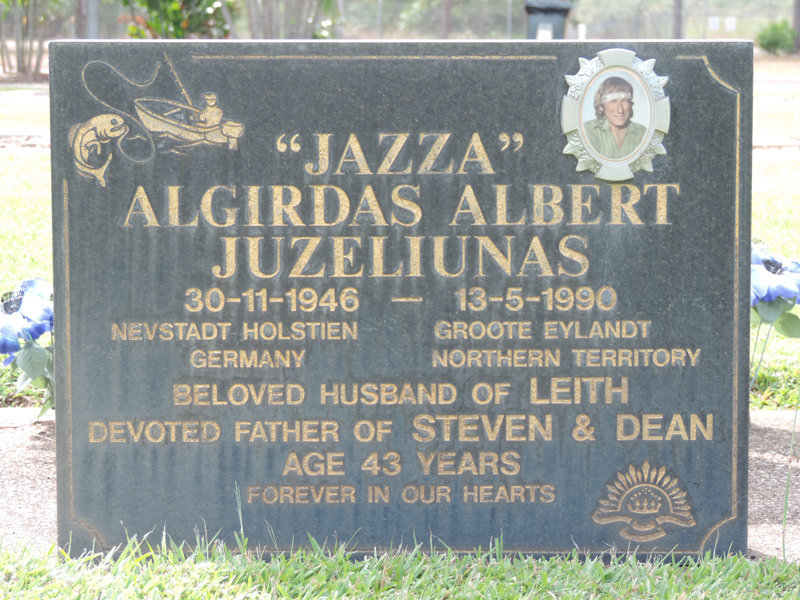 "JAZZA"
ALGIRDAS ALBERT
JUZELIUNAS
30-11-1946 — 13-5-1990
NEVSTADT HOLSTIEN GROOTE EYLANDT
GERMANY NORTHERN TERRITORY
BELOVED HUSBAND OF LEITH
DEVOTED FATHER OF STEVEN & DEAN
AGE 43 YEARS
FOREVER IN OUR HEARTS